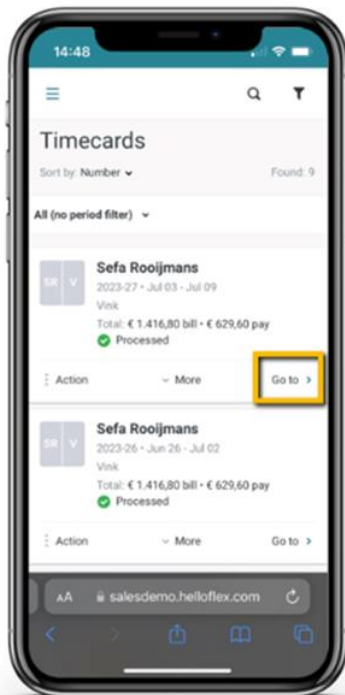 14:48
Timecards
Sort by: Number Found: 9
All (no period filter)
SR V
Sefa Rooijmans
2023-27 • Jul 03 - Jul 09
Vink
Total: € 1.416,80 bill • € 629,60 pay
Processed
Action More Go to
SR V
Sefa Rooijmans
2023-26 • Jun 26 - Jul 02
Vink
Total: € 1.416,80 bill • € 629,60 pay
Processed
Action More Go to
AA salesdemo.helloflex.com